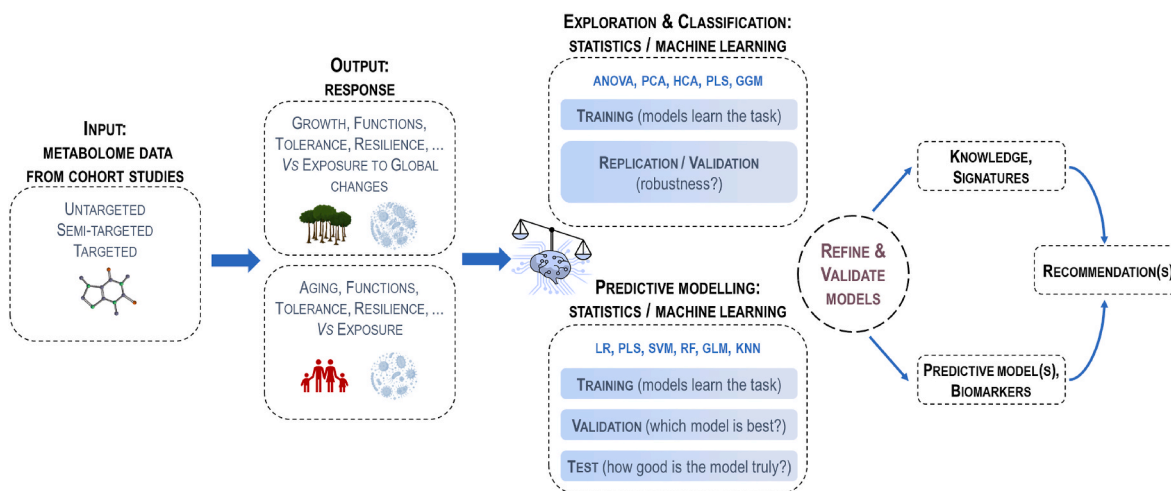 INPUT:
METABOLOME DATA
FROM COHORT STUDIES
UNTARGETED
SEMI-TARGETED
TARGETED
OUTPUT:
RESPONSE
GROWTH, FUNCTIONS,
TOLERANCE, RESILIENCE, ...
VS EXPOSURE TO GLOBAL
CHANGES
AGING, FUNCTIONS,
TOLERANCE, RESILIENCE, ...
VS EXPOSURE
EXPLORATION & CLASSIFICATION:
STATISTICS / MACHINE LEARNING
ANOVA, PCA, HCA, PLS, GGM
TRAINING (models learn the task)
REPLICATION / VALIDATION
(robustness?)
PREDICTIVE MODELLING:
STATISTICS / MACHINE LEARNING
LR, PLS, SVM, RF, GLM, KNN
TRAINING (models learn the task)
VALIDATION (which model is best?)
TEST (how good is the model truly?)
REFINE &
VALIDATE
MODELS
KNOWLEDGE,
SIGNATURES
PREDICTIVE MODEL(S),
BIOMARKERS
RECOMMENDATION(S)